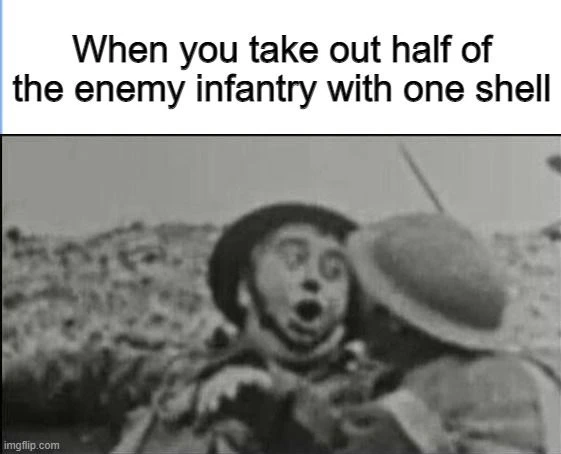 When you take out half of
the enemy infantry with one shell
imgflip.com